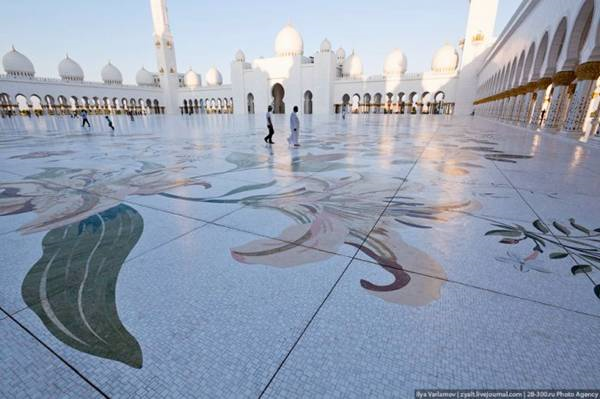 Ilya Varlamov | zyalt.livejournal.com | 28-300.ru Photo Agency